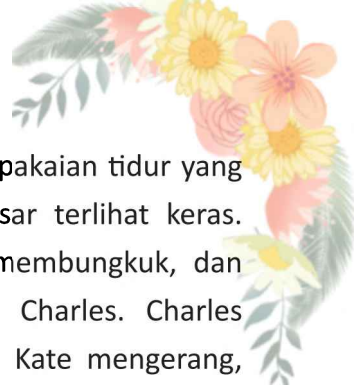 pakaian tidur yang
sar terlihat keras.
membungkuk, dan
Charles. Charles
Kate mengerang,